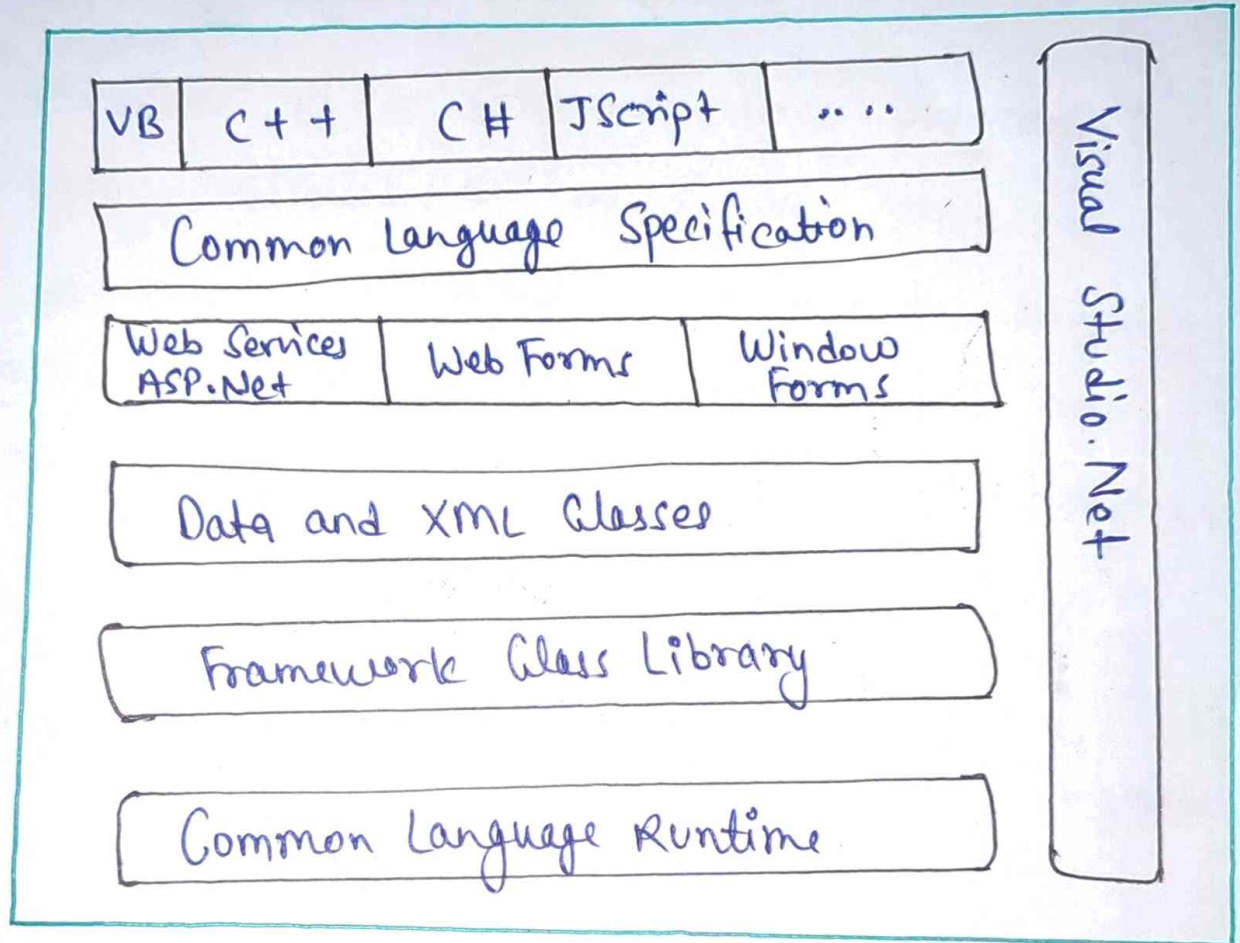 VB C++ C# JScript ....
Common Language Specification
Web Services
ASP.Net
Web Forms
Window
Forms
Data and XML Classes
Framework Class Library
Common Language Runtime
Visual Studio.Net